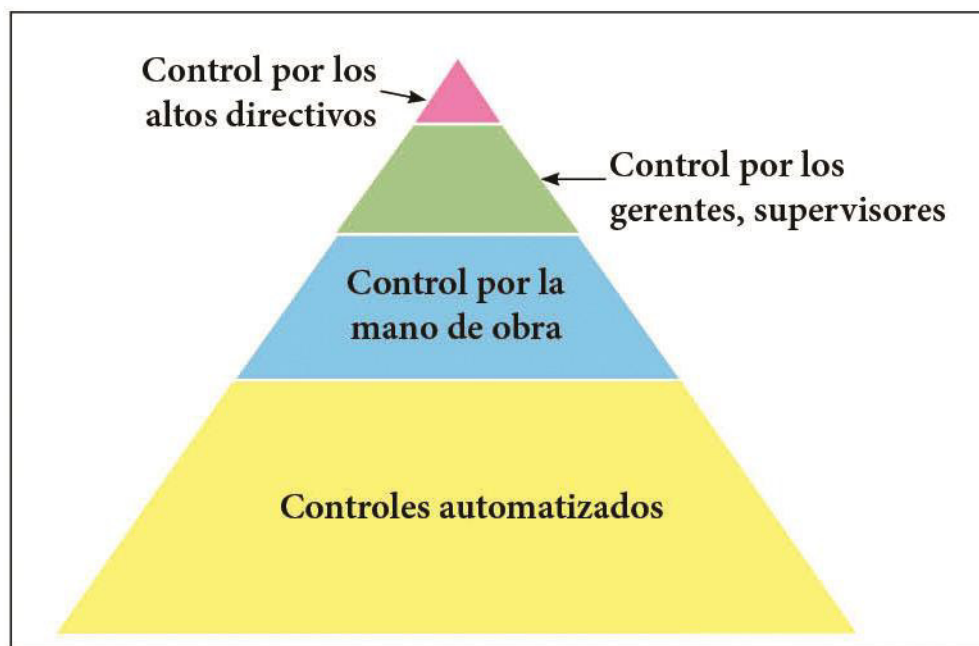 Control por los
altos directivos
Control por los
gerentes, supervisores
Control por la
mano de obra
Controles automatizados